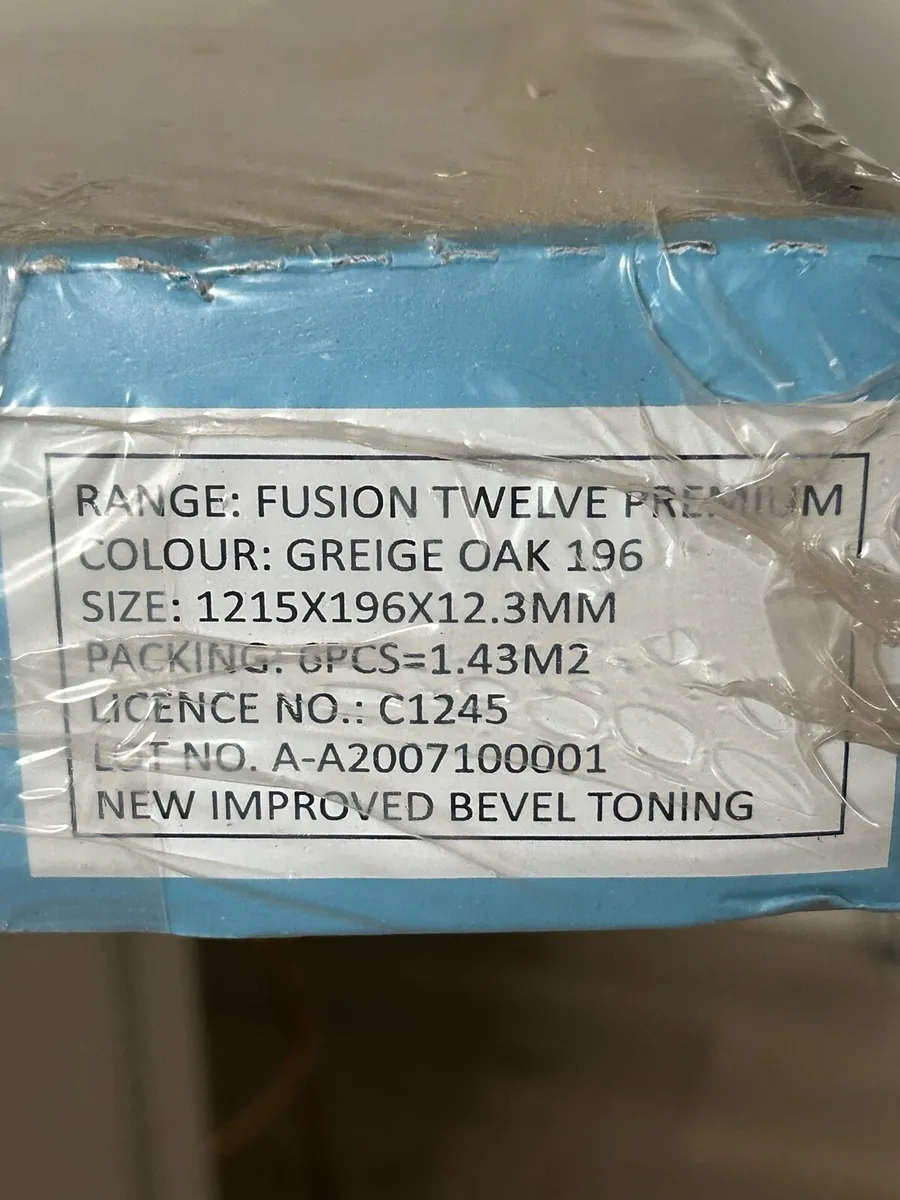 RANGE: FUSION TWELVE PREMIUM
COLOUR: GREIGE OAK 196
SIZE: 1215X196X12.3MM
PACKING: 6PCS=1.43M2
LICENCE NO.: C1245
LOT NO. A-A2007100001
NEW IMPROVED BEVEL TONING